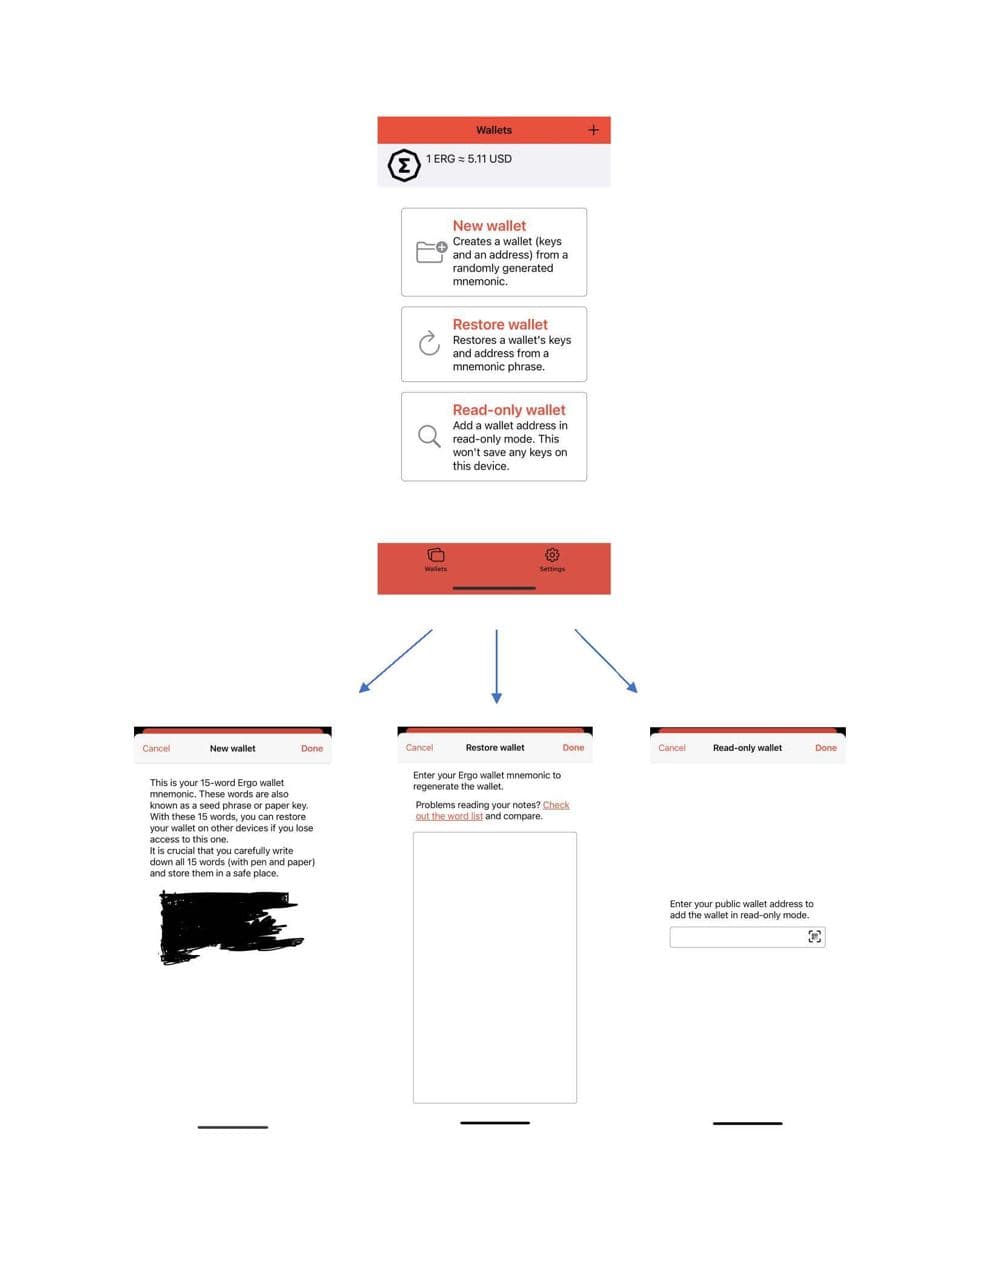 Wallets +
1 ERG ≈ 5.11 USD
New wallet
Creates a wallet (keys
and an address) from a
randomly generated
mnemonic.
Restore wallet
Restores a wallet's keys
and address from a
mnemonic phrase.
Read-only wallet
Add a wallet address in
read-only mode. This
won't save any keys on
this device.
Wallets Settings
Cancel New wallet Done
This is your 15-word Ergo wallet
mnemonic. These words are also
known as a seed phrase or paper key.
With these 15 words, you can restore
your wallet on other devices if you lose
access to this one.
It is crucial that you carefully write
down all 15 words (with pen and paper)
and store them in a safe place.
Cancel Restore wallet Done
Enter your Ergo wallet mnemonic to
regenerate the wallet.
Problems reading your notes? Check
out the word list and compare.
Cancel Read-only wallet Done
Enter your public wallet address to
add the wallet in read-only mode.